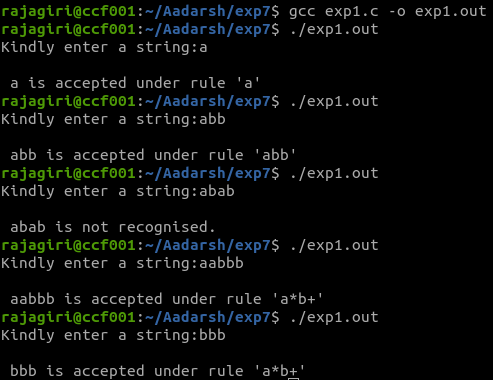 rajagiri@ccf001:~/Aadarsh/exp7$ gcc exp1.c -o exp1.out
rajagiri@ccf001:~/Aadarsh/exp7$ ./exp1.out
Kindly enter a string:a

 a is accepted under rule 'a'
rajagiri@ccf001:~/Aadarsh/exp7$ ./exp1.out
Kindly enter a string:abb

 abb is accepted under rule 'abb'
rajagiri@ccf001:~/Aadarsh/exp7$ ./exp1.out
Kindly enter a string:abab

 abab is not recognised.
rajagiri@ccf001:~/Aadarsh/exp7$ ./exp1.out
Kindly enter a string:aabbb

 aabbb is accepted under rule 'a*b+'
rajagiri@ccf001:~/Aadarsh/exp7$ ./exp1.out
Kindly enter a string:bbb

 bbb is accepted under rule 'a*b+'